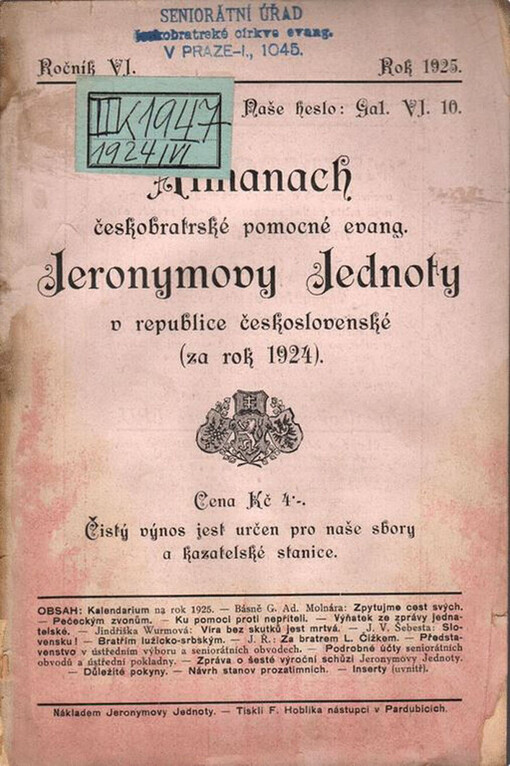 SENIORÁTNÍ ÚŘAD
českobratrské církve evang.
V PRAZE-I., 1045.
Ročník VI. Rok 1925.
Naše heslo: Gal. VI. 10.
III K 1947
1924/VI
Almanach
českobratrské pomocné evang.
Jeronymovy Jednoty
v republice československé
(za rok 1924).
Cena Kč 4·-.
Čistý výnos jest určen pro naše sbory
a kazatelské stanice.
OBSAH: Kalendarium na rok 1925. — Básně G. Ad. Molnára: Zpytujme cest svých.
— Pečeckým zvonům. — Ku pomoci proti nepříteli. — Výňatek ze zprávy jedna-
telské. — Jindřiška Wurmová: Víra bez skutků jest mrtvá. — J. V. Šebesta: Slo-
vensku! — Bratřím lužicko-srbským. — J. Ř.: Za bratrem L. Čížkem. — Předsta-
venstvo v ústředním výboru a seniorátních obvodech. — Podrobné účty seniorátních
obvodů a ústřední pokladny. — Zpráva o šesté výroční schůzi Jeronymovy Jednoty.
— Důležité pokyny. — Návrh stanov prozatimních. — Inserty (uvnitř).
Nákladem Jeronymovy Jednoty. — Tiskli F. Hoblíka nástupci v Pardubicích.